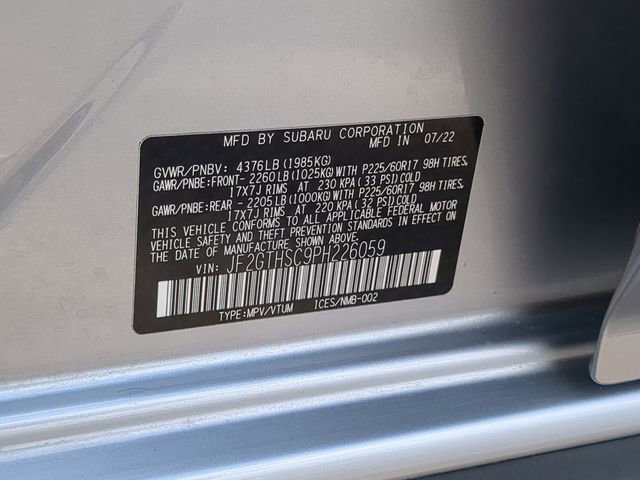 MFD BY SUBARU CORPORATION MFD IN 07/22
GVWR/PNBV: 4376LB(1985KG)
GAWR/PNBE:FRONT- 2260LB(1025KG)WITH P225/60R17 98H TIRES,
17X7J RIMS AT 230 KPA(33 PSI)COLD
GAWR/PNBE:REAR - 2205LB(1000KG)WITH P225/60R17 98H TIRES,
17X7J RIMS AT 220 KPA(32 PSI)COLD
THIS VEHICLE CONFORMS TO ALL APPLICABLE FEDERAL MOTOR
VEHICLE SAFETY AND THEFT PREVENTION STANDARDS IN EFFECT ON
THE DATE OF MANUFACTURE SHOWN ABOVE.
VIN: JF2GTHSC9PH226059
TYPE:MPV/VTUM ICES/NMB-002